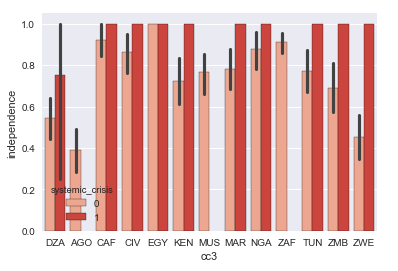 1.0
0.8
0.6
0.4
0.2
0.0
independence
systemic_crisis
0
1
DZA AGO CAF CIV EGY KEN MUS MAR NGA ZAF TUN ZMB ZWE
cc3